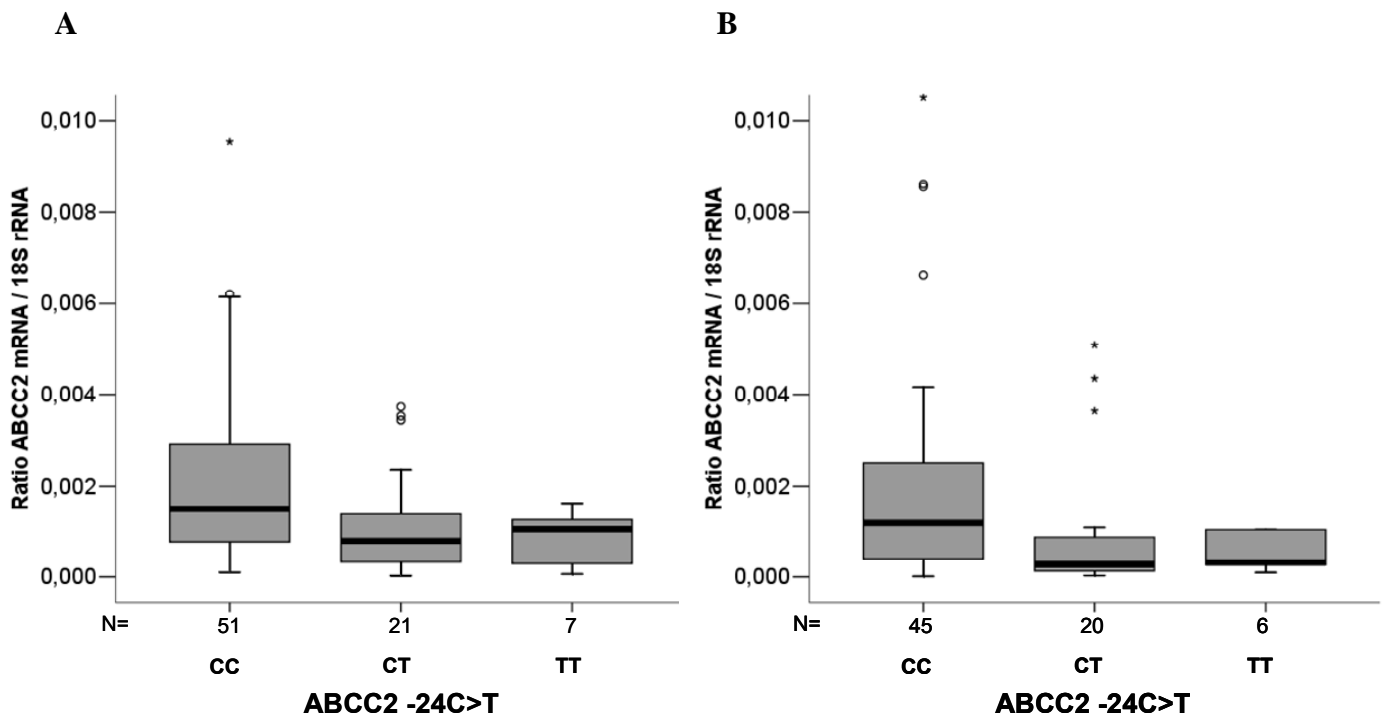 A
Ratio ABCC2 mRNA / 18S rRNA
0,010
0,008
0,006
0,004
0,002
0,000
N= 51 21 7
CC CT TT
ABCC2 -24C>T
B
Ratio ABCC2 mRNA / 18S rRNA
0,010
0,008
0,006
0,004
0,002
0,000
N= 45 20 6
CC CT TT
ABCC2 -24C>T